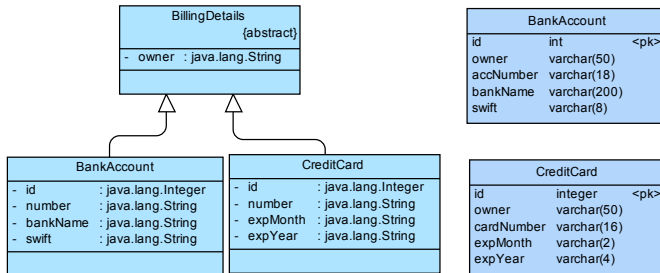 BillingDetails
{abstract}
- owner : java.lang.String
BankAccount
- id : java.lang.Integer
- number : java.lang.String
- bankName : java.lang.String
- swift : java.lang.String
CreditCard
- id : java.lang.Integer
- number : java.lang.String
- expMonth : java.lang.String
- expYear : java.lang.String
BankAccount
id int <pk>
owner varchar(50)
accNumber varchar(18)
bankName varchar(200)
swift varchar(8)
CreditCard
id integer <pk>
owner varchar(50)
cardNumber varchar(16)
expMonth varchar(2)
expYear varchar(4)